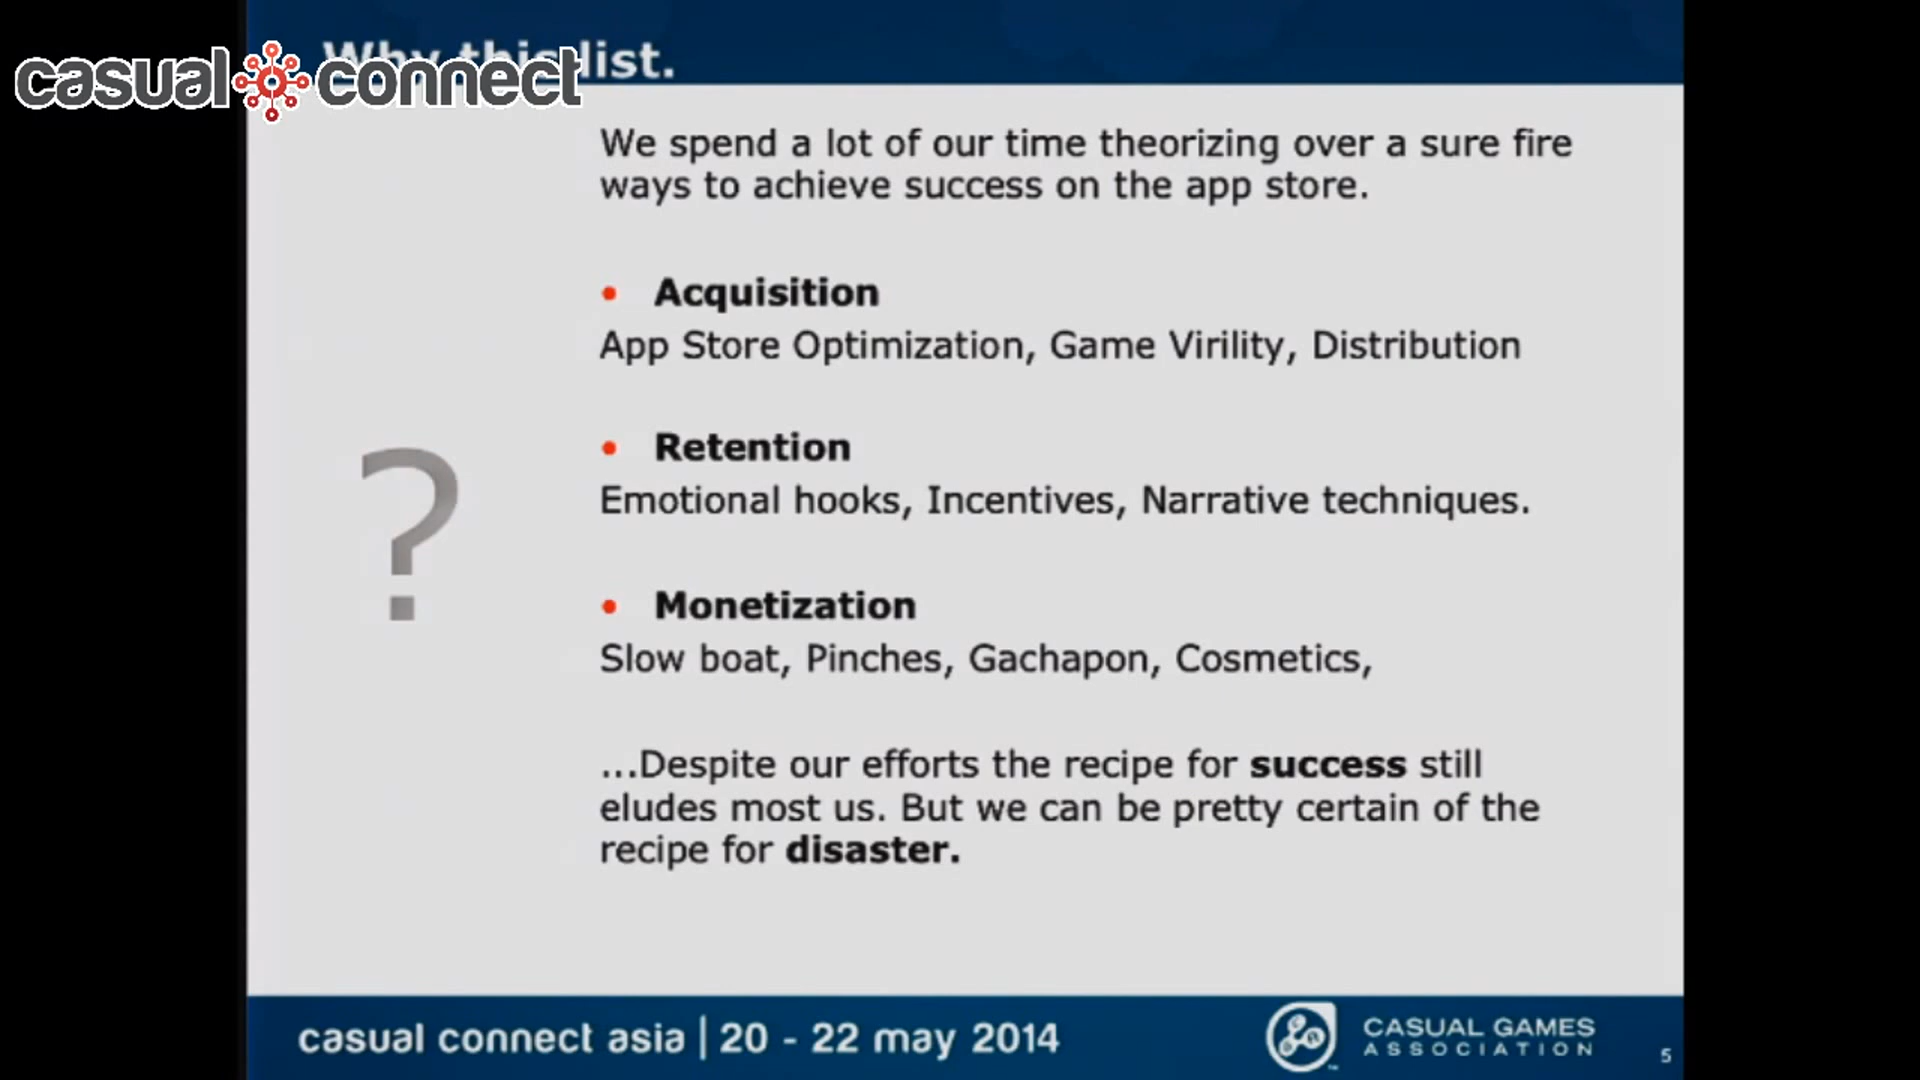 Why this list.
casual connect
We spend a lot of our time theorizing over a sure fire
ways to achieve success on the app store.
• Acquisition
App Store Optimization, Game Virility, Distribution
• Retention
Emotional hooks, Incentives, Narrative techniques.
?
• Monetization
Slow boat, Pinches, Gachapon, Cosmetics,
...Despite our efforts the recipe for success still
eludes most us. But we can be pretty certain of the
recipe for disaster.
casual connect asia | 20 - 22 may 2014
CASUAL GAMES
ASSOCIATION
5